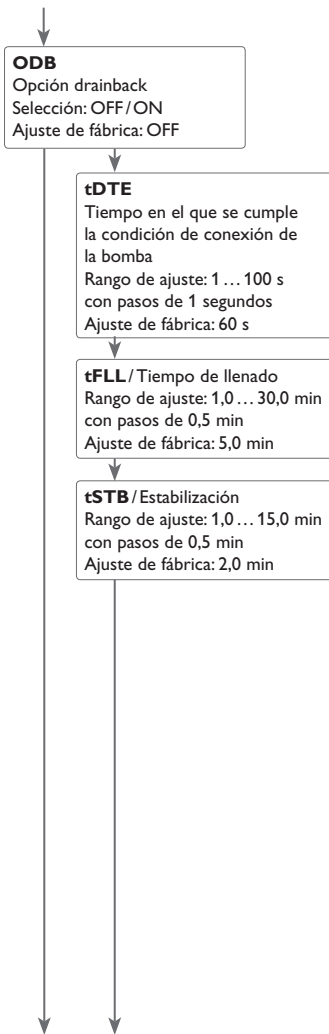 ODB
Opción drainback
Selección: OFF / ON
Ajuste de fábrica: OFF
tDTE
Tiempo en el que se cumple
la condición de conexión de
la bomba
Rango de ajuste: 1 … 100 s
con pasos de 1 segundos
Ajuste de fábrica: 60 s
tFLL / Tiempo de llenado
Rango de ajuste: 1,0 … 30,0 min
con pasos de 0,5 min
Ajuste de fábrica: 5,0 min
tSTB / Estabilización
Rango de ajuste: 1,0 … 15,0 min
con pasos de 0,5 min
Ajuste de fábrica: 2,0 min